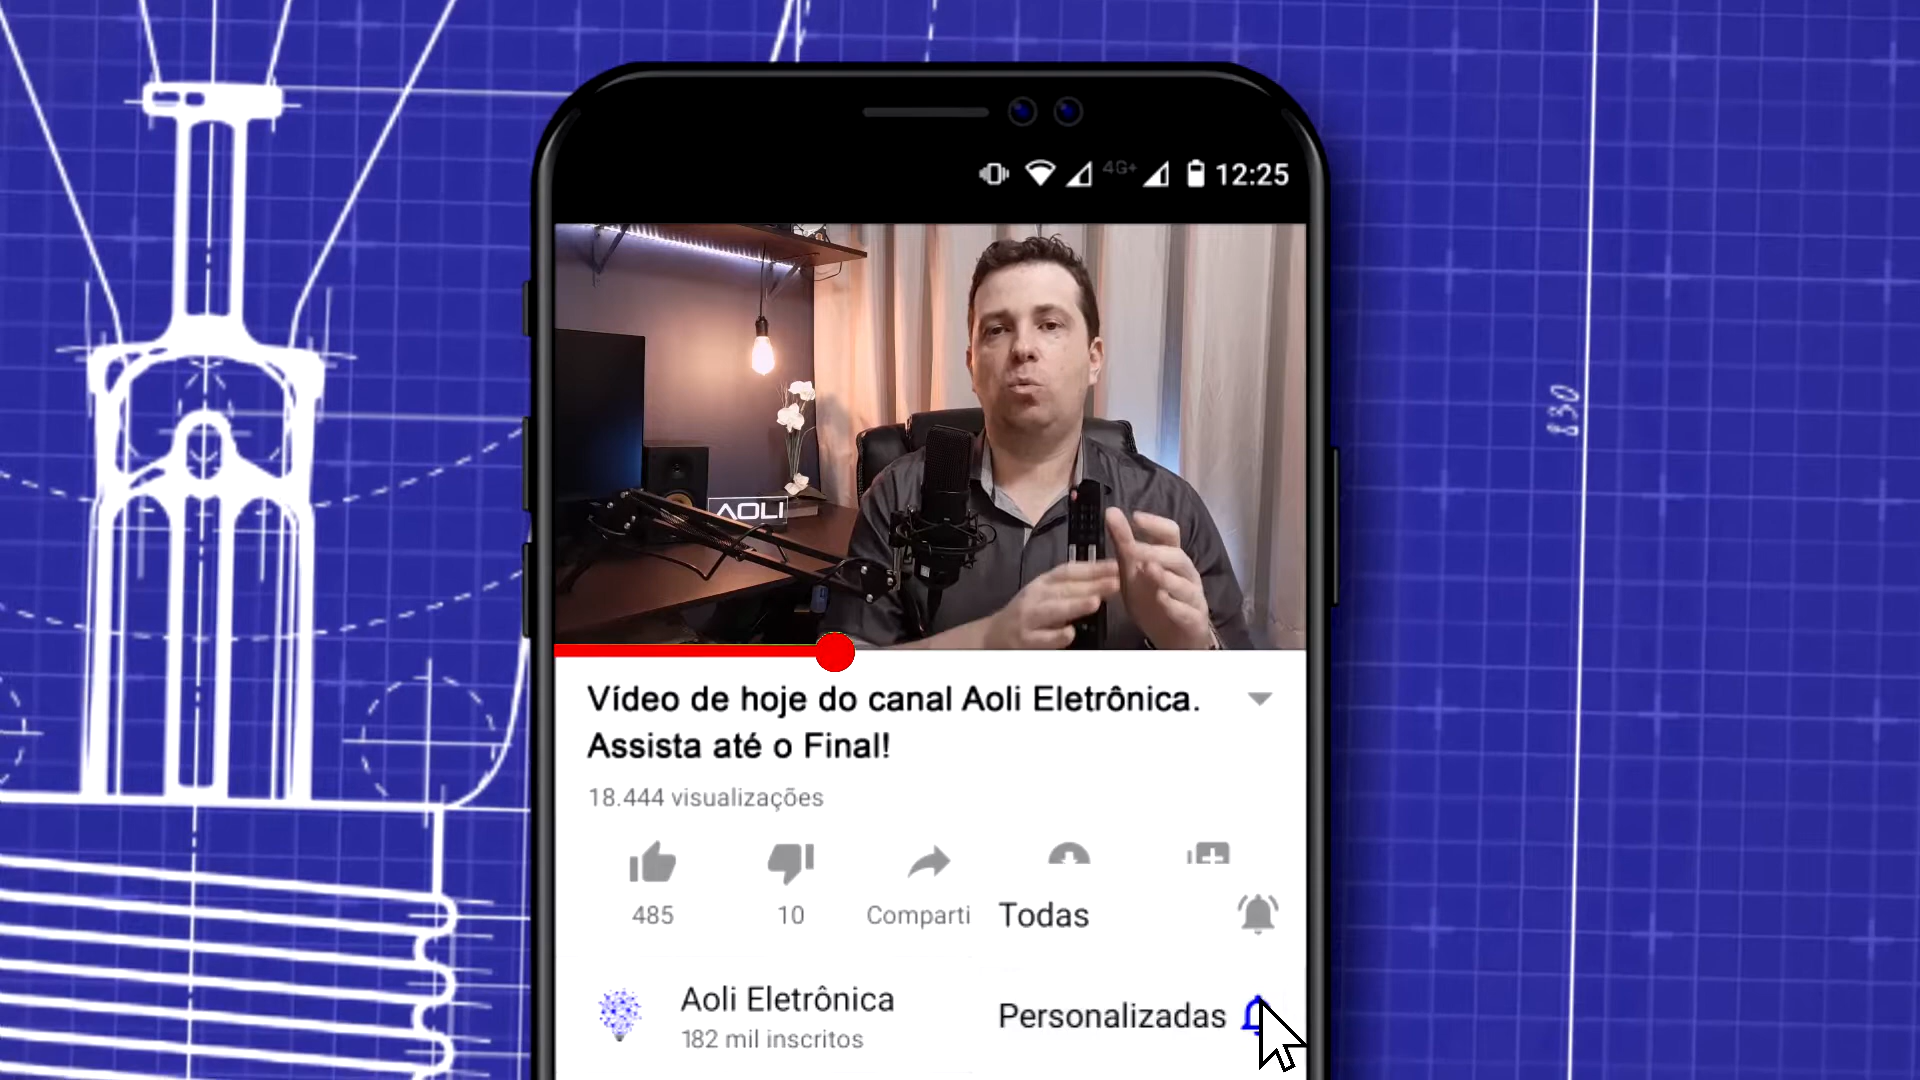 4G+ 12:25
AOLI
830
Vídeo de hoje do canal Aoli Eletrônica.
Assista até o Final!
18.444 visualizações
485 10 Comparti
Todas
Aoli Eletrônica
182 mil inscritos
Personalizadas